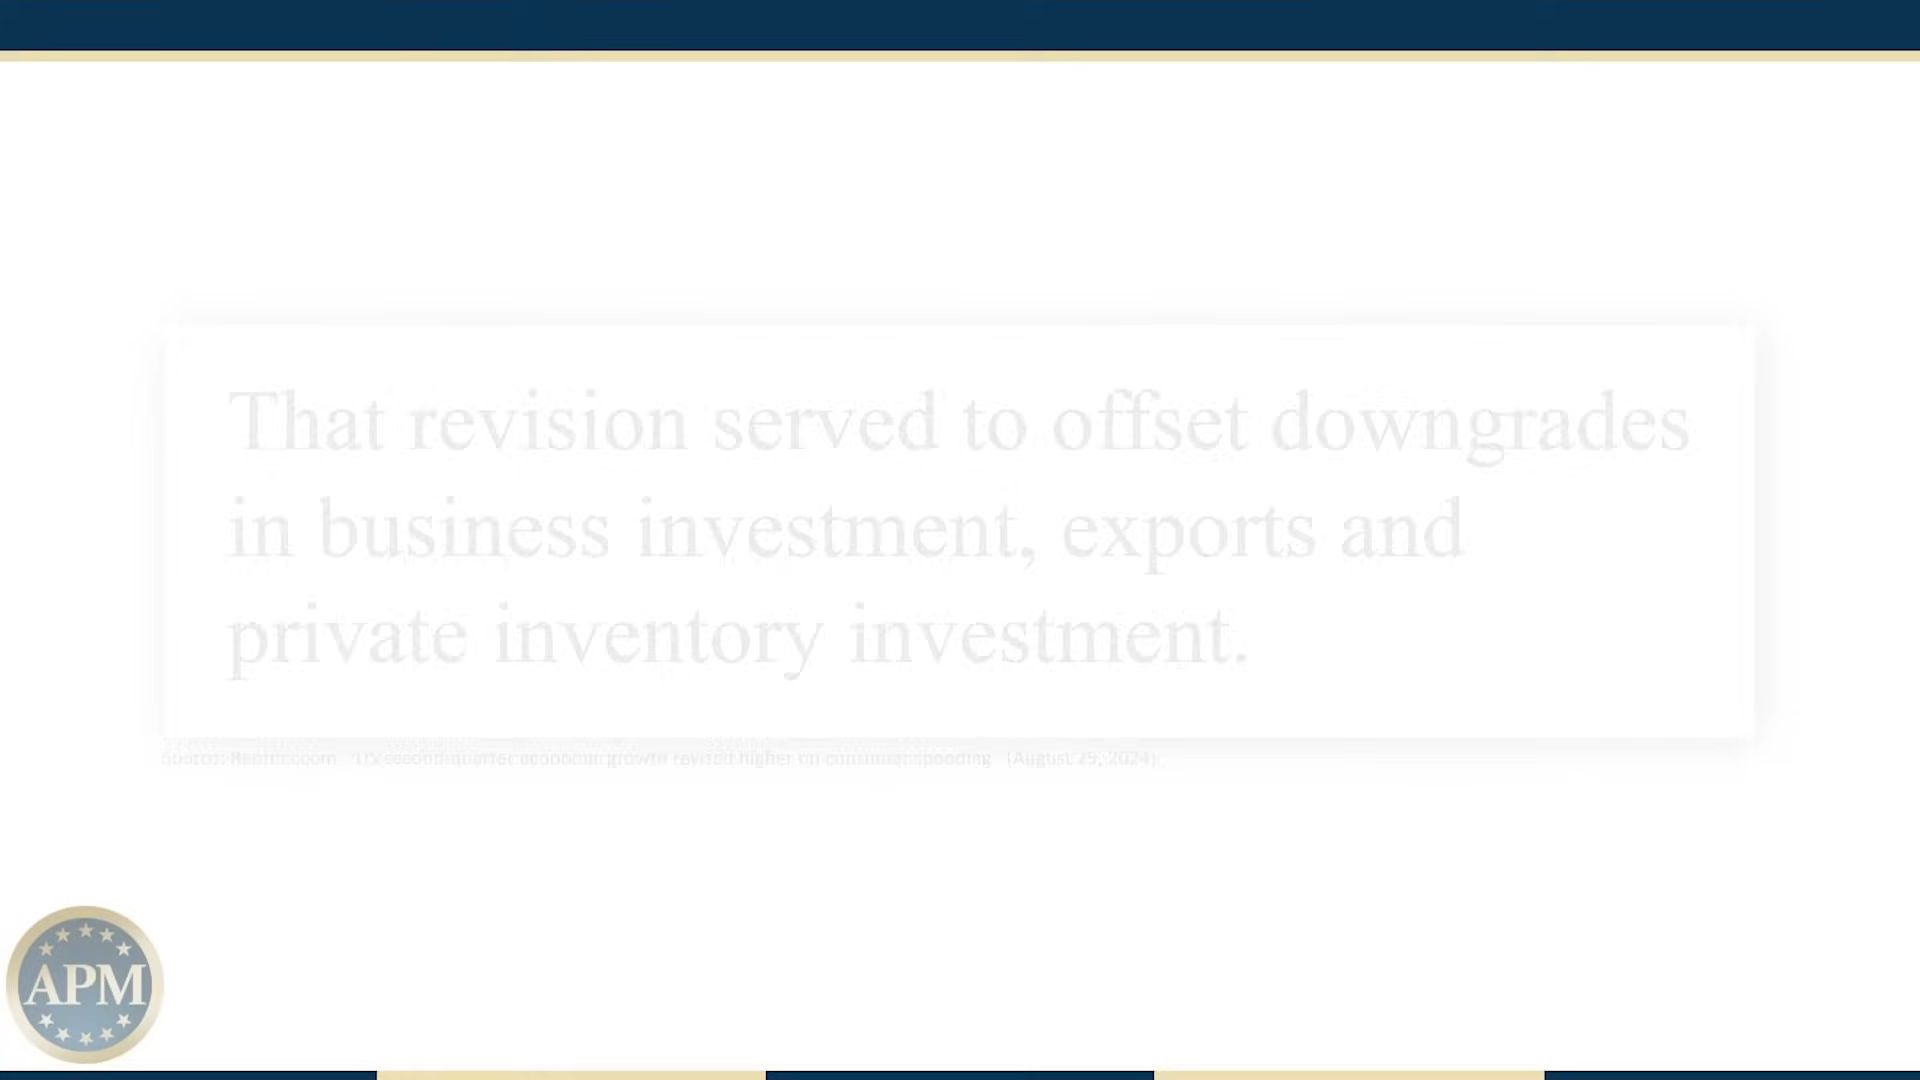 That revision served to offset downgrades
in business investment, exports and
private inventory investment.
Source: Reuters.com US second-quarter economic growth revised higher on consumer spending (August 29, 2024)
APM